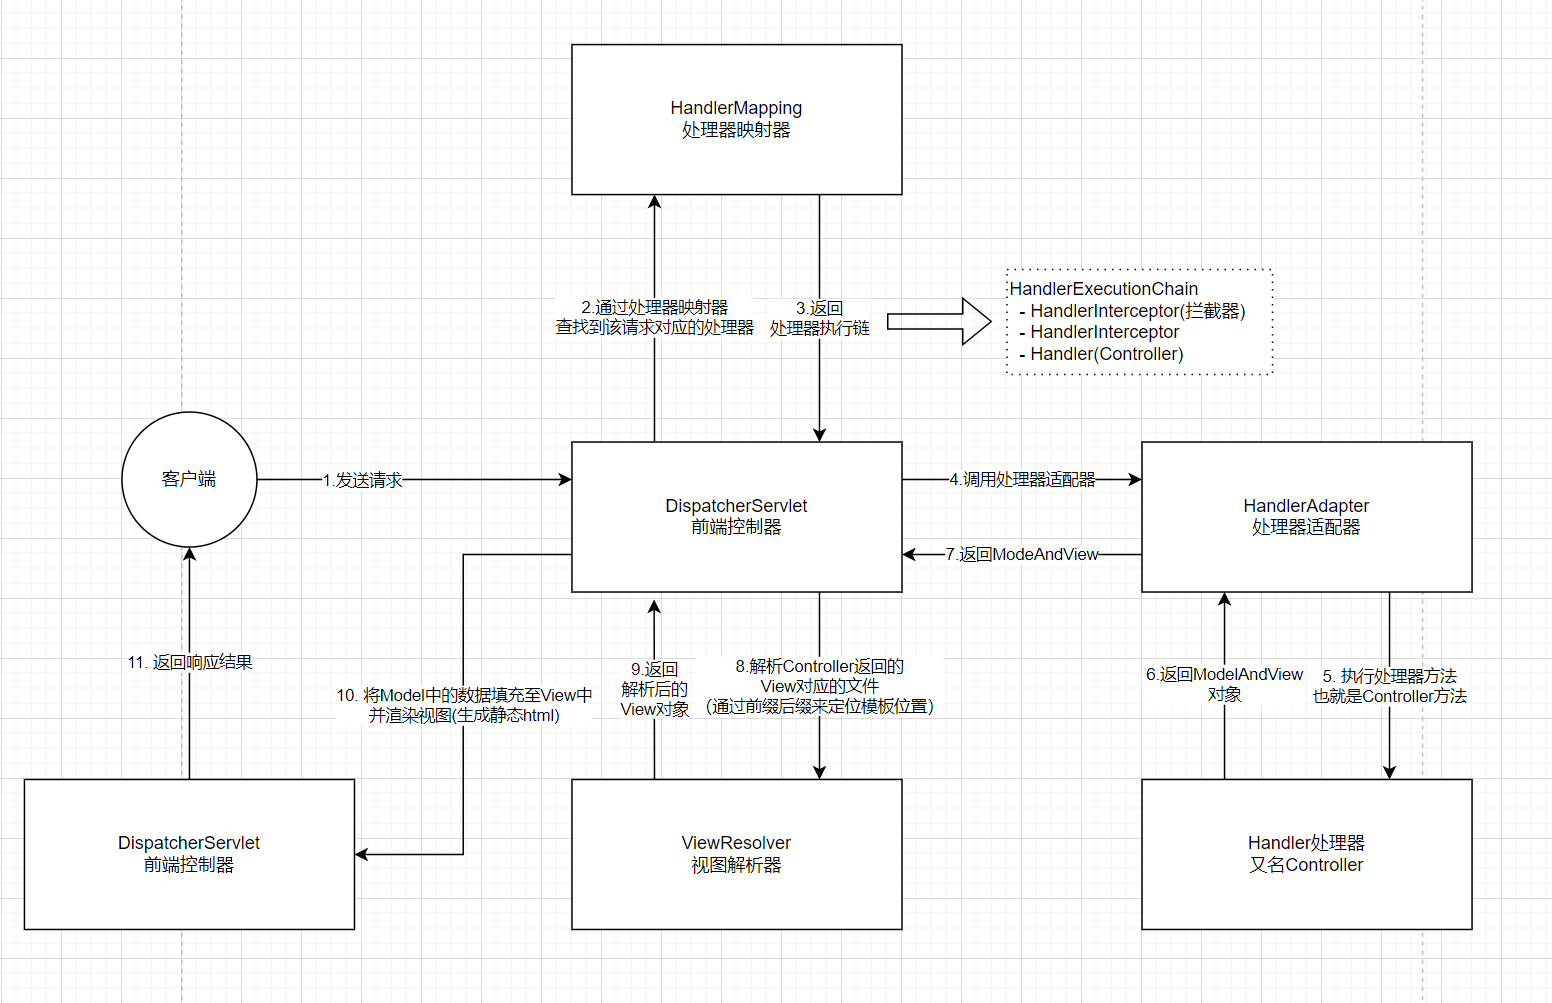 HandlerMapping
处理器映射器
2.通过处理器映射器
查找到该请求对应的处理器
3.返回
处理器执行链
HandlerExecutionChain
- HandlerInterceptor(拦截器)
- HandlerInterceptor
- Handler(Controller)
客户端
1.发送请求
DispatcherServlet
前端控制器
4.调用处理器适配器
HandlerAdapter
处理器适配器
7.返回ModeAndView
11. 返回响应结果
10. 将Model中的数据填充至View中
并渲染视图(生成静态html)
9.返回
解析后的
View对象
8.解析Controller返回的
View对应的文件
（通过前缀后缀来定位模板位置）
6.返回ModelAndView
对象
5. 执行处理器方法
也就是Controller方法
DispatcherServlet
前端控制器
ViewResolver
视图解析器
Handler处理器
又名Controller